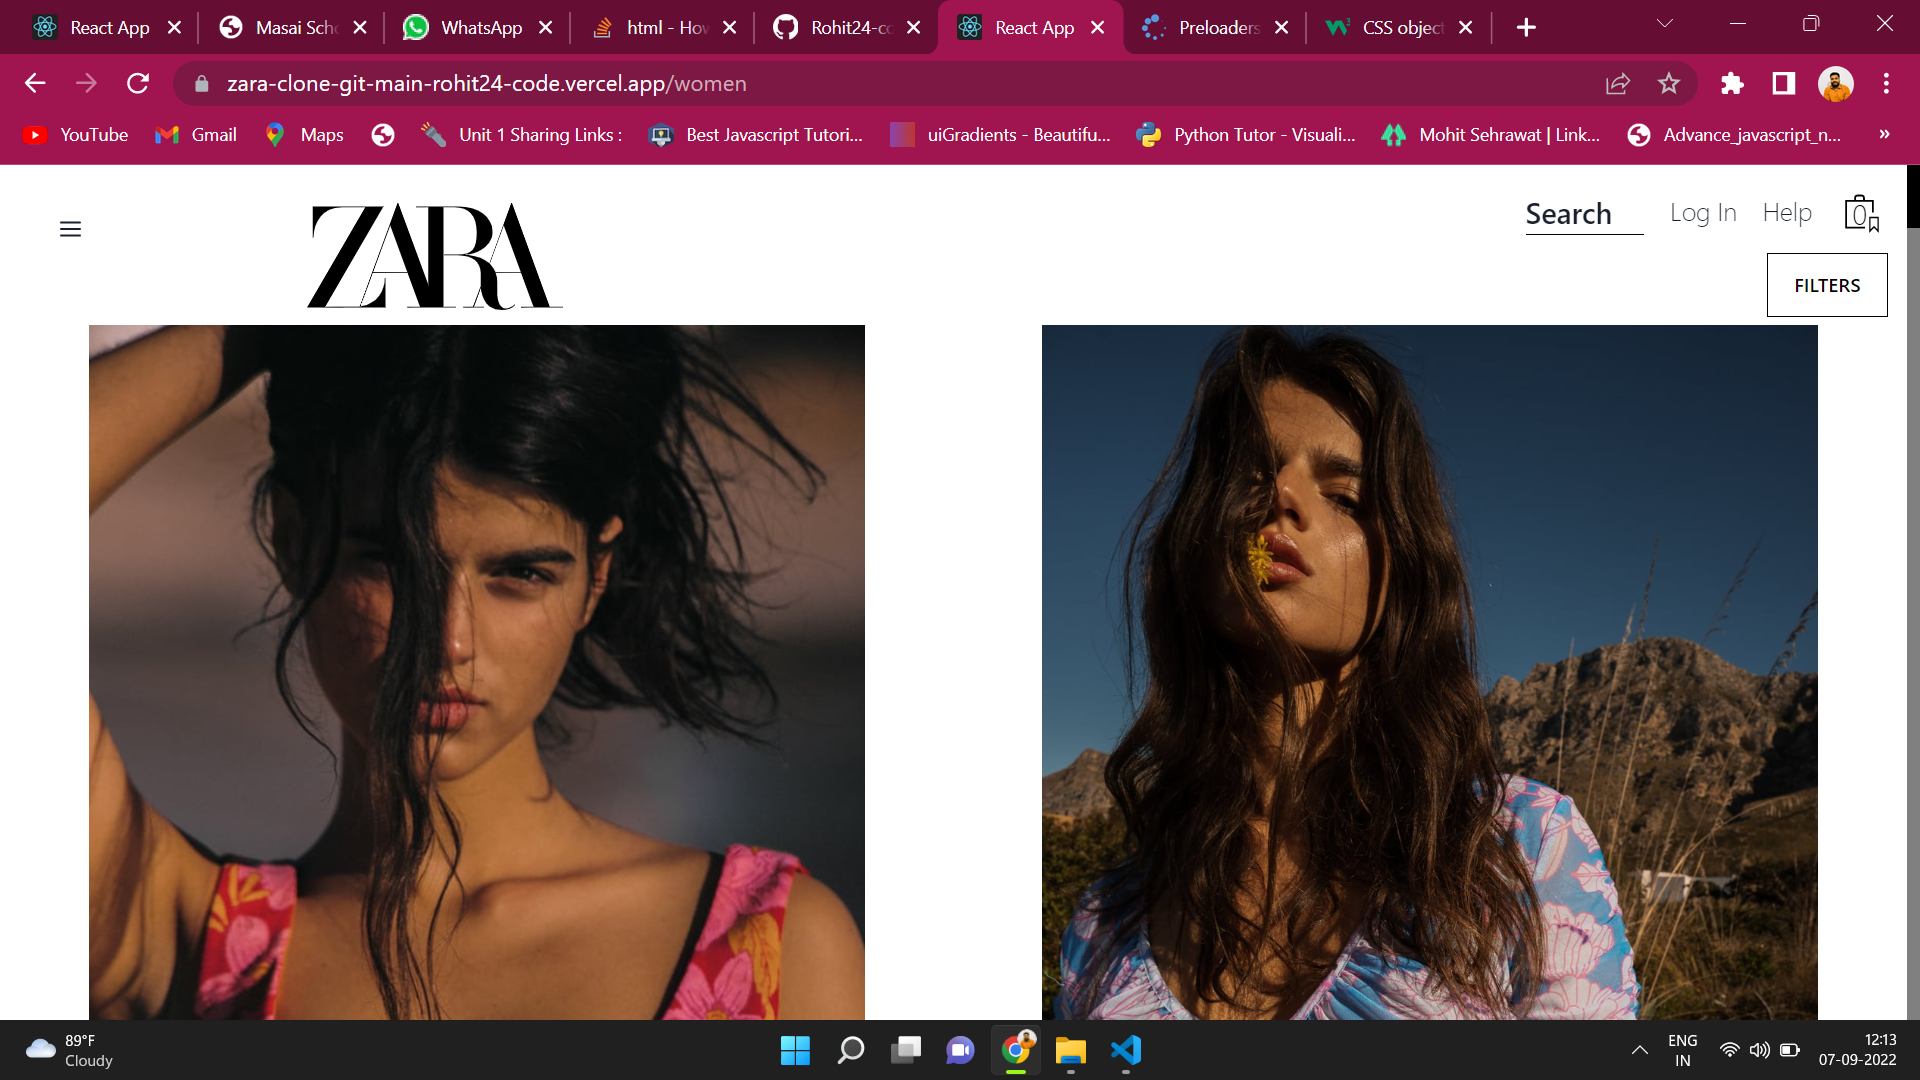 React App
Masai Sch
WhatsApp
html - How
Rohit24-co
React App
Preloaders
CSS object
zara-clone-git-main-rohit24-code.vercel.app/women
YouTube
Gmail
Maps
Unit 1 Sharing Links :
Best Javascript Tutori...
uiGradients - Beautifu...
Python Tutor - Visuali...
Mohit Sehrawat | Link...
Advance_javascript_n...
»
ZARA
Search
Log In
Help
0
FILTERS
89°F
Cloudy
ENG
IN
12:13
07-09-2022